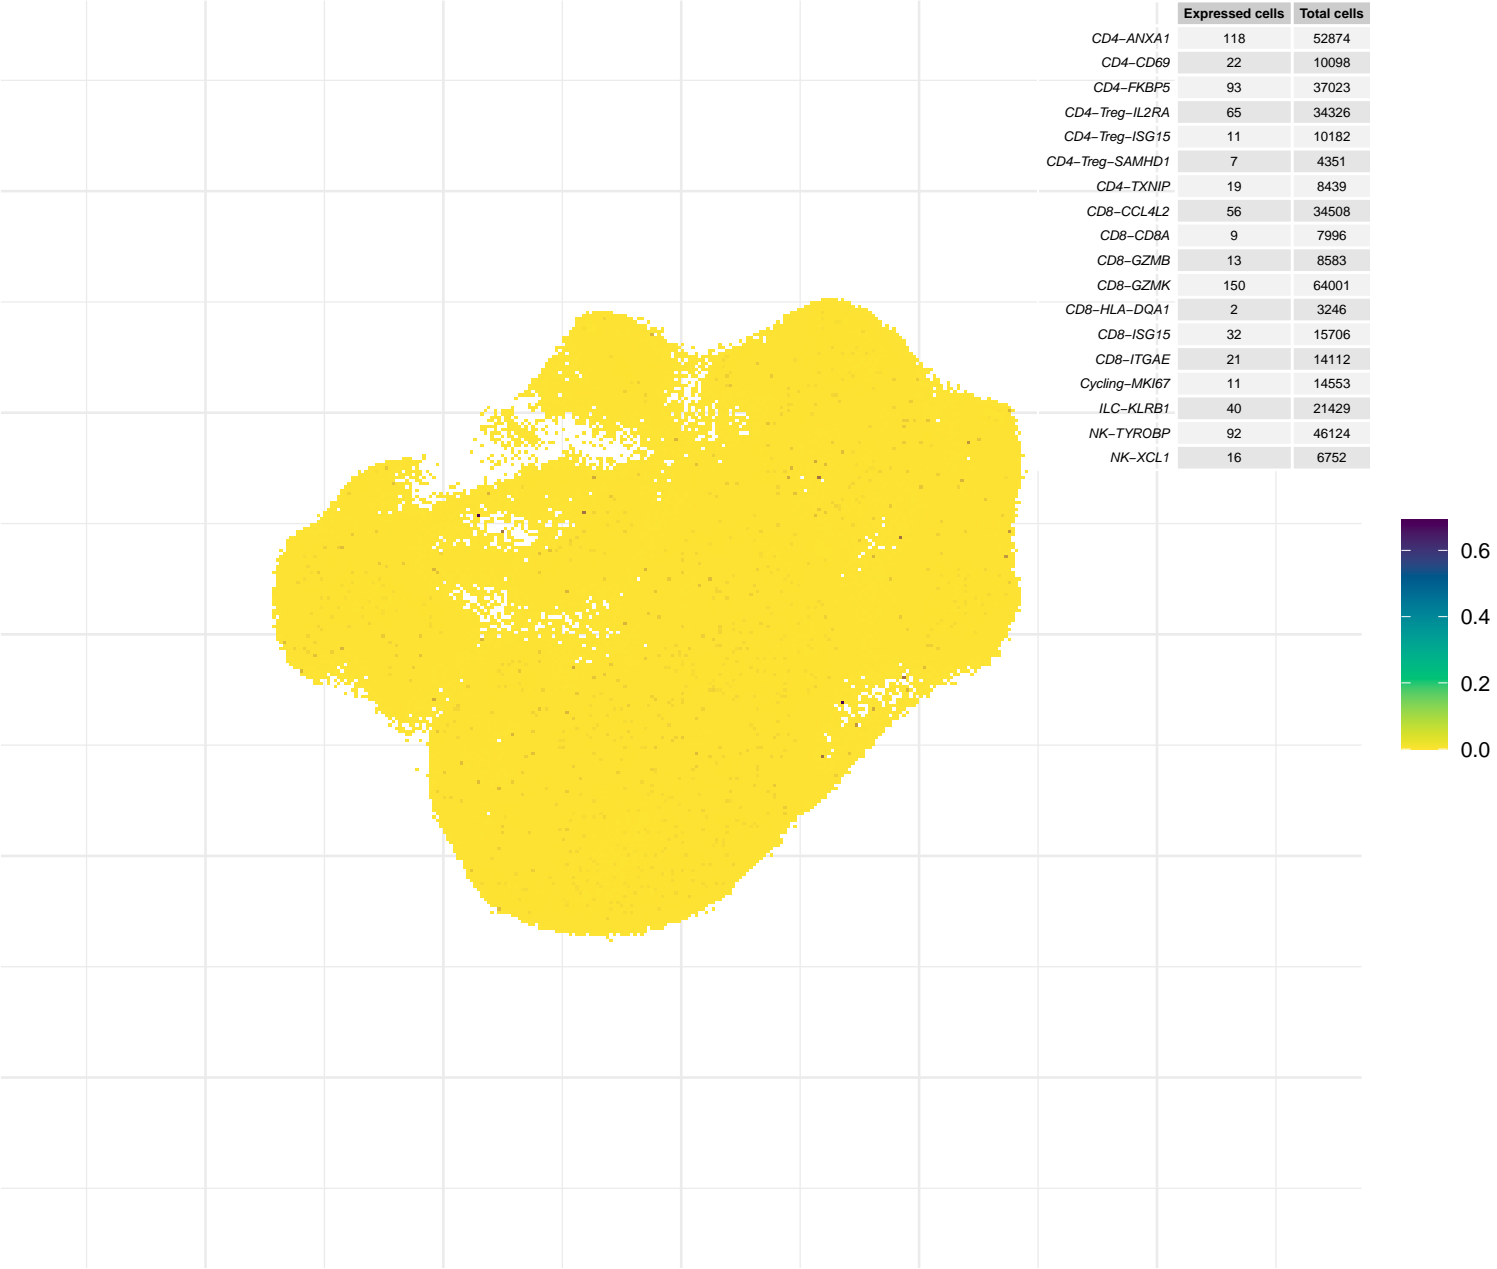 Expressed cells Total cells
CD4−ANXA1 118 52874
CD4−CD69 22 10098
CD4−FKBP5 93 37023
CD4−Treg−IL2RA 65 34326
CD4−Treg−ISG15 11 10182
CD4−Treg−SAMHD1 7 4351
CD4−TXNIP 19 8439
CD8−CCL4L2 56 34508
CD8−CD8A 9 7996
CD8−GZMB 13 8583
CD8−GZMK 150 64001
CD8−HLA−DQA1 2 3246
CD8−ISG15 32 15706
CD8−ITGAE 21 14112
Cycling−MKI67 11 14553
ILC−KLRB1 40 21429
NK−TYROBP 92 46124
NK−XCL1 16 6752
0.6
0.4
0.2
0.0